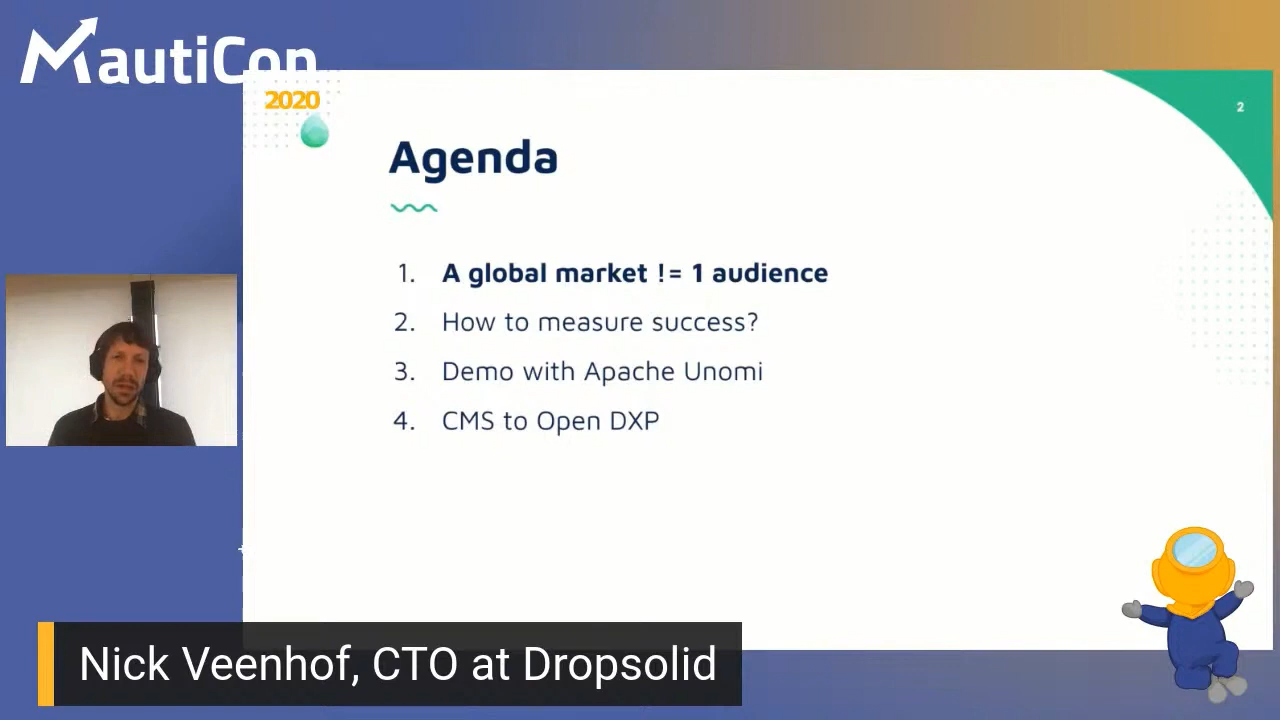 MautiCon
2020
2
Agenda
1. A global market != 1 audience
2. How to measure success?
3. Demo with Apache Unomi
4. CMS to Open DXP
Nick Veenhof, CTO at Dropsolid